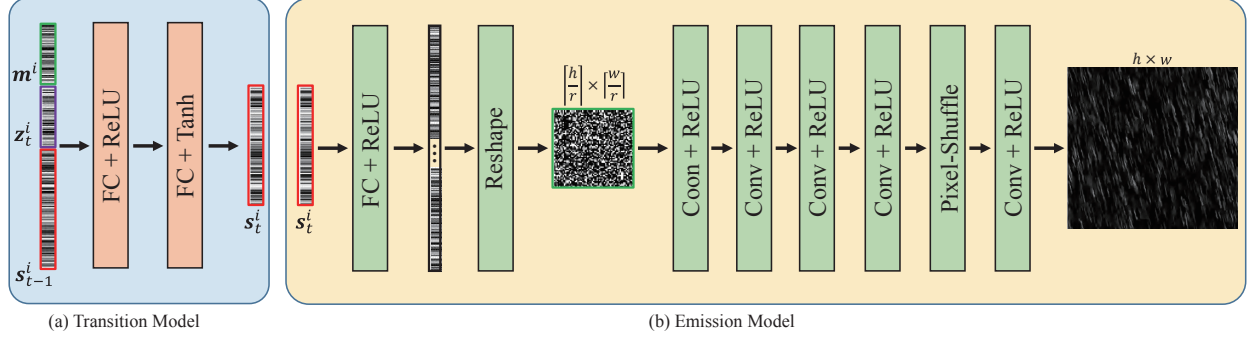 m^i
z_t^i
s_{t-1}^i
FC + ReLU
FC + Tanh
s_t^i
(a) Transition Model
s_t^i
FC + ReLU
Reshape
⌈h/r⌉ × ⌈w/r⌉
Coon + ReLU
Conv + ReLU
Conv + ReLU
Conv + ReLU
Pixel-Shuffle
Conv + ReLU
h × w
(b) Emission Model